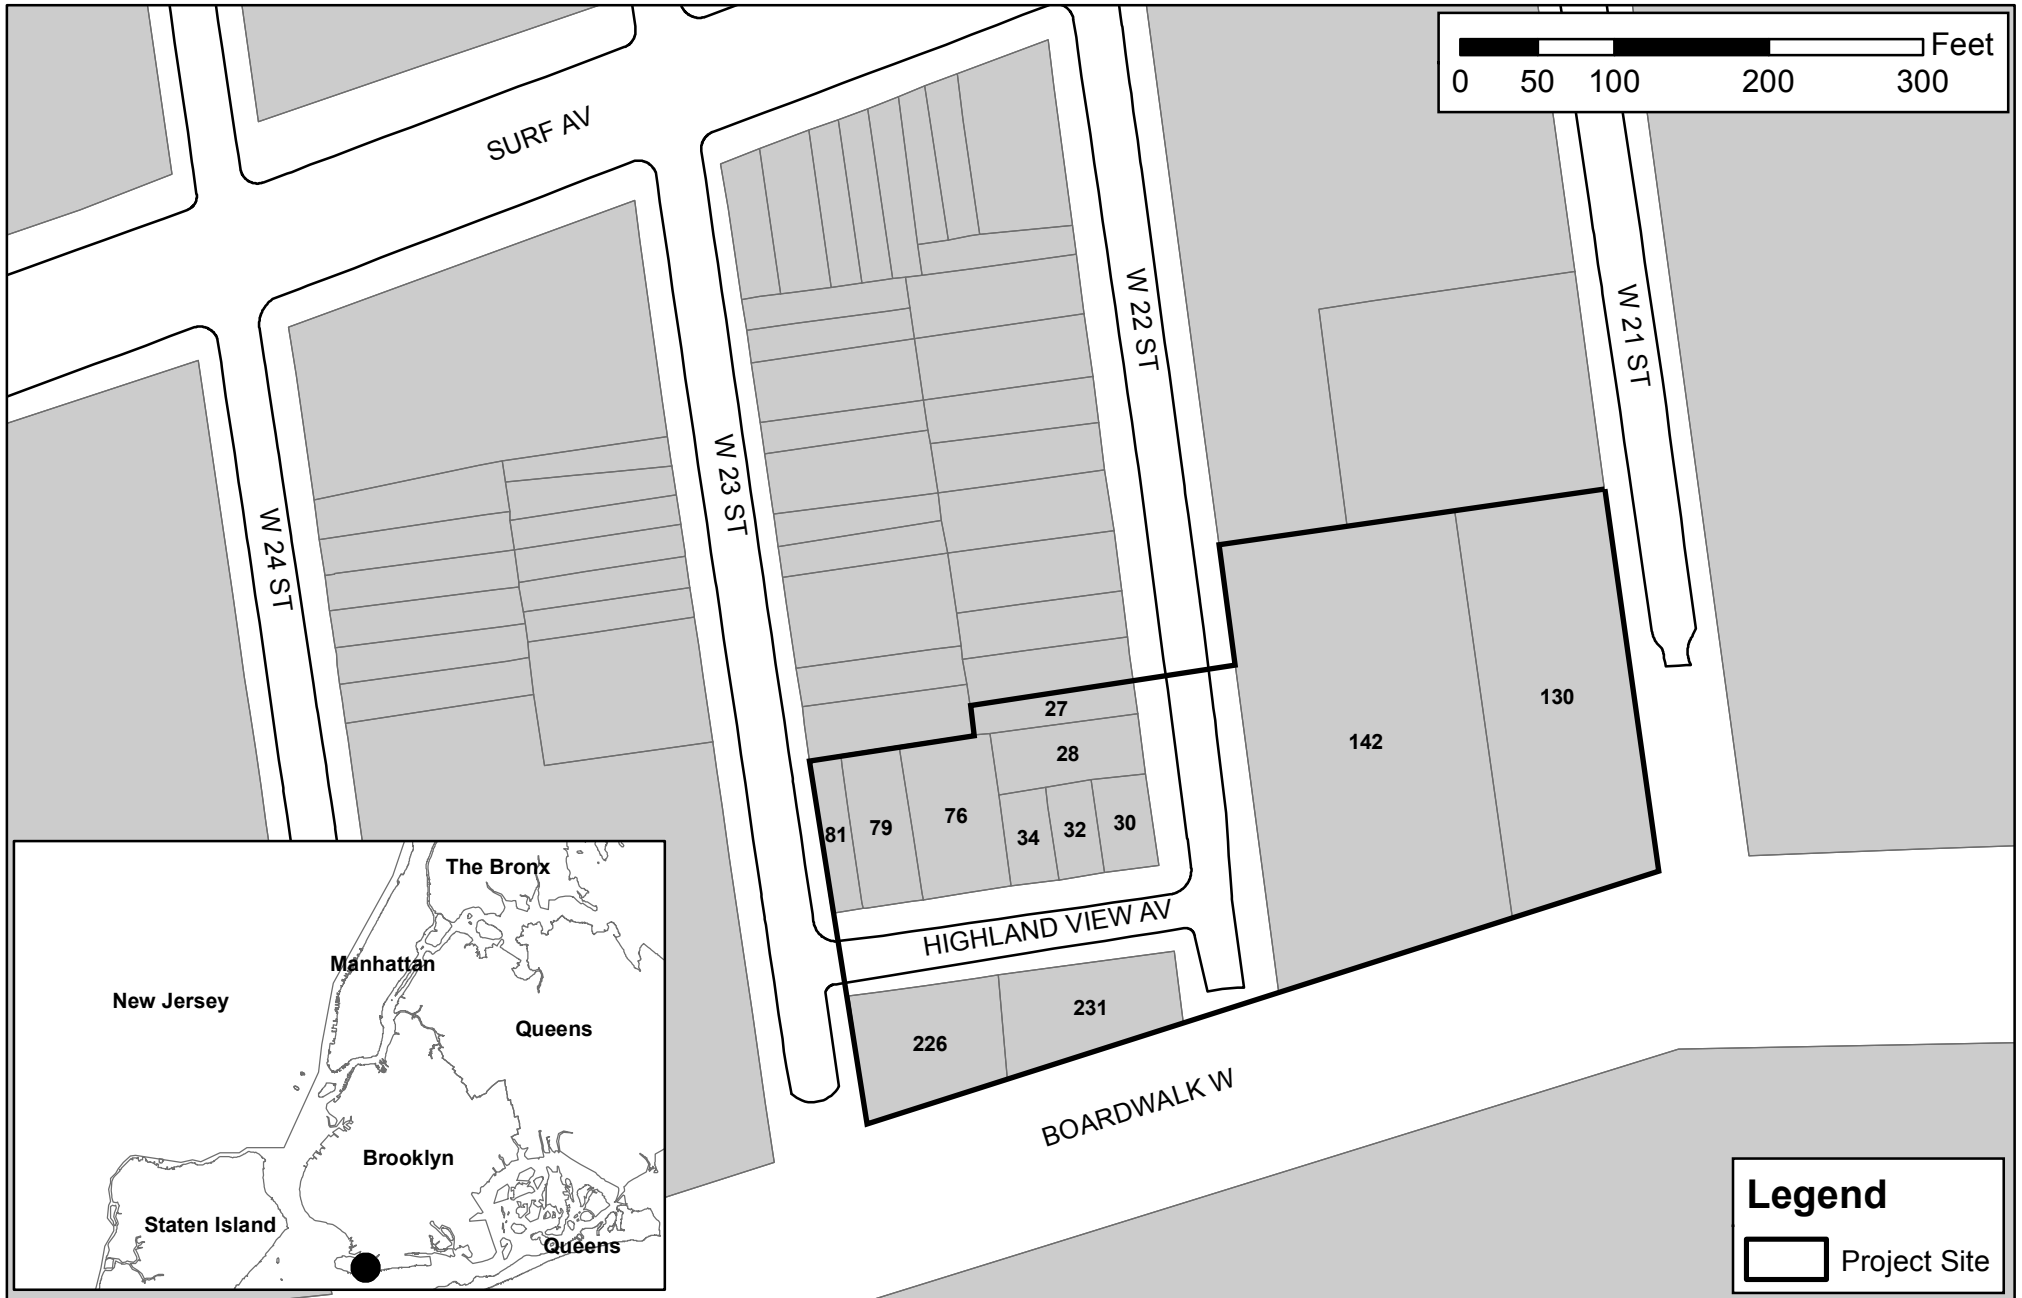 Feet
0 50 100 200 300
SURF AV
W 22 ST
W 21 ST
W 23 ST
W 24 ST
27
28
130
142
81
79
76
34
32
30
HIGHLAND VIEW AV
226
231
BOARDWALK W
The Bronx
Manhattan
New Jersey
Queens
Brooklyn
Staten Island
Queens
Legend
Project Site